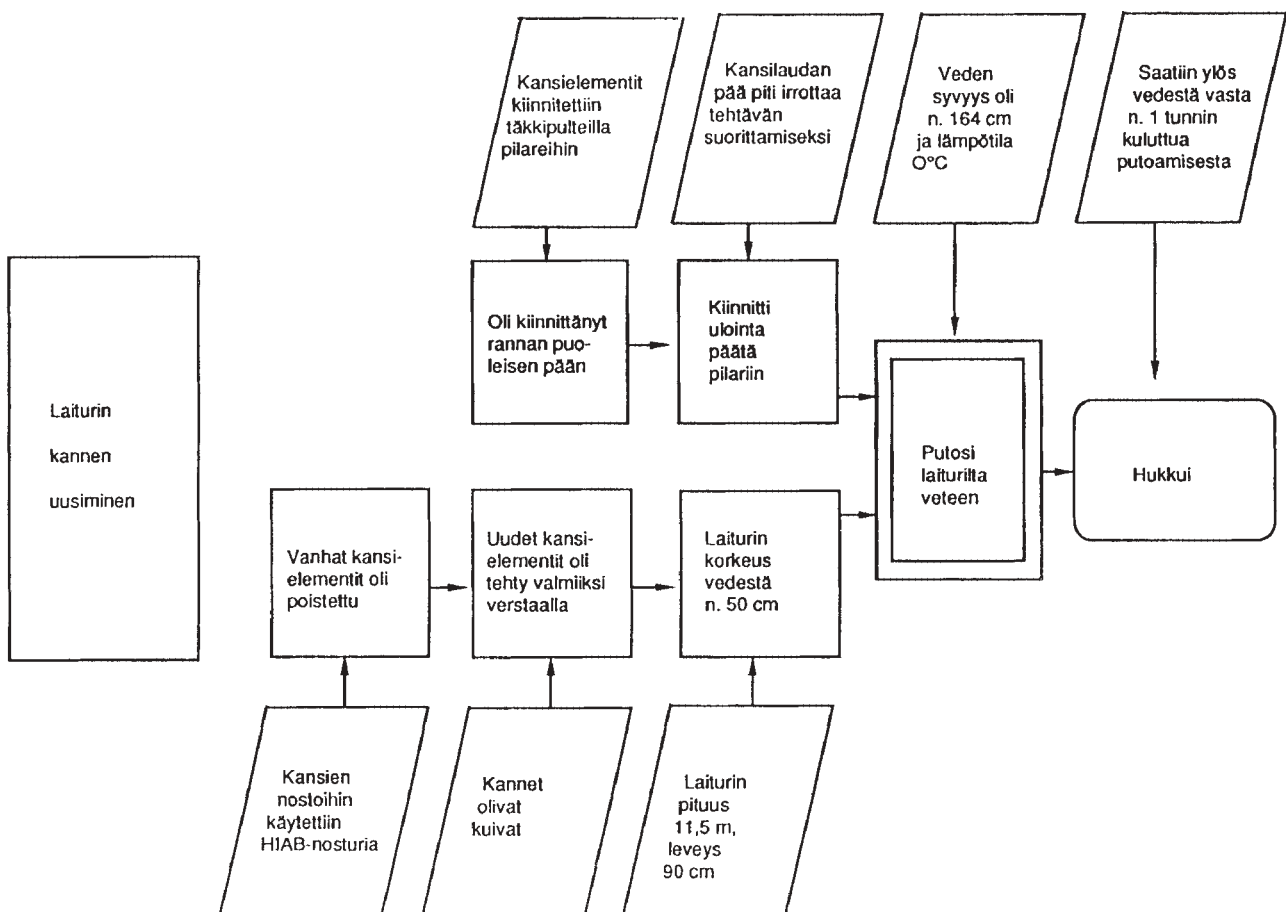 Kansielementit
kiinnitettiin
täkkipulteilla
pilareihin
Kansilaudan
pää piti irrottaa
tehtävän
suorittamiseksi
Veden
syvyys oli
n. 164 cm
ja lämpötila
O°C
Saatiin ylös
vedestä vasta
n. 1 tunnin
kuluttua
putoamisesta
Laiturin
kannen
uusiminen
Oli kiinnittänyt
rannan puo-
leisen pään
Kiinnitti
ulointa
päätä
pilariin
Putosi
laiturilta
veteen
Hukkui
Vanhat kansi-
elementit oli
poistettu
Uudet kansi-
elementit oli
tehty valmiiksi
verstaalla
Laiturin
korkeus
vedestä
n. 50 cm
Kansien
nostoihin
käytettiin
HIAB-nosturia
Kannet
olivat
kuivat
Laiturin
pituus
11,5 m,
leveys
90 cm